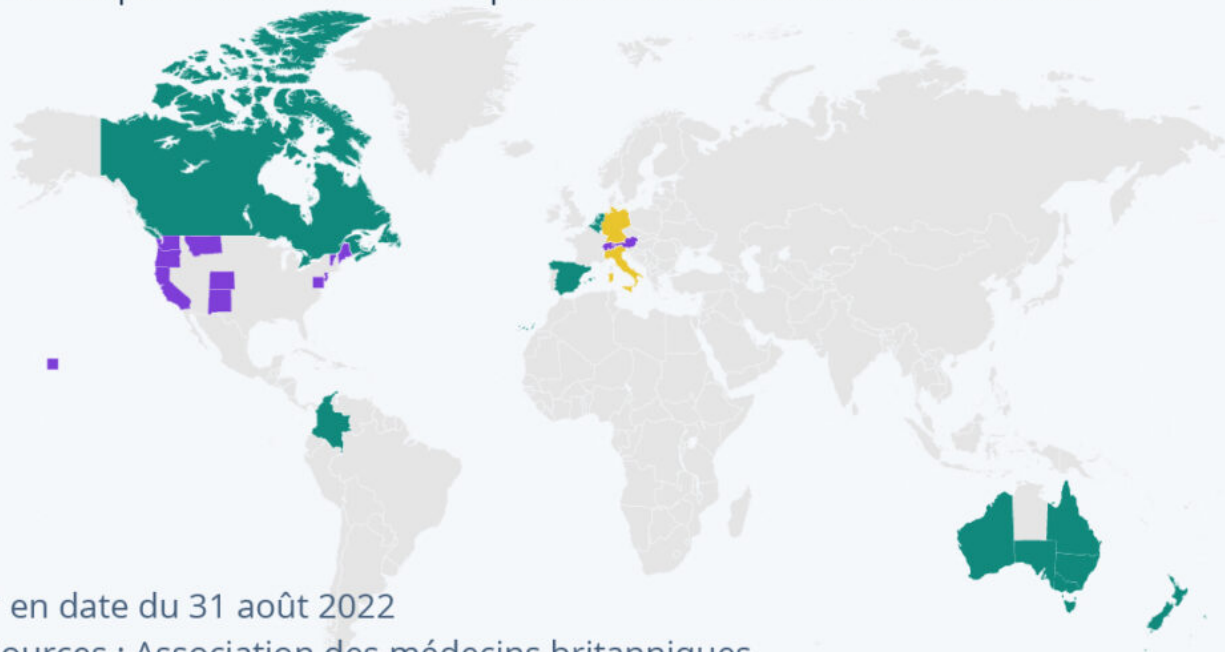 en date du 31 août 2022
ources : Association des médecins britanniques